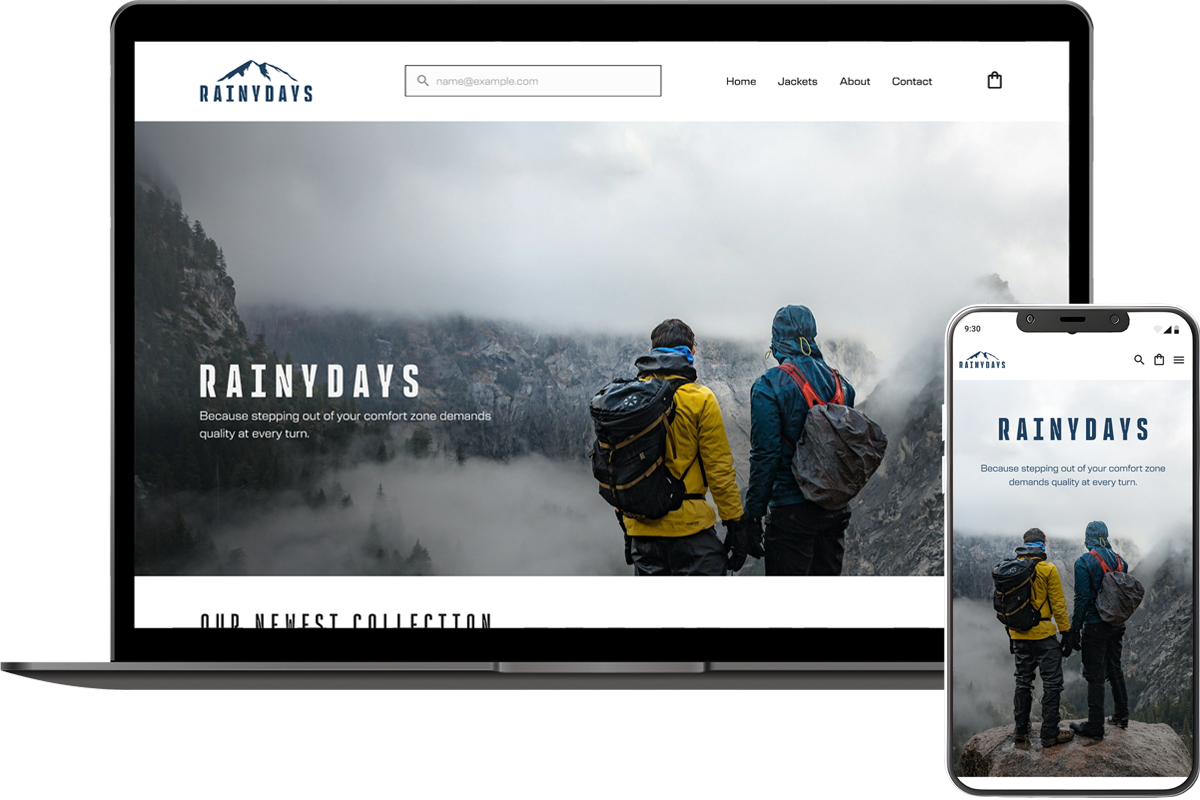 RAINYDAYS
name@example.com
Home Jackets About Contact
RAINYDAYS
Because stepping out of your comfort zone demands
quality at every turn.
OUR NEWEST COLLECTION
9:30
RAINYDAYS
RAINYDAYS
Because stepping out of your comfort zone
demands quality at every turn.